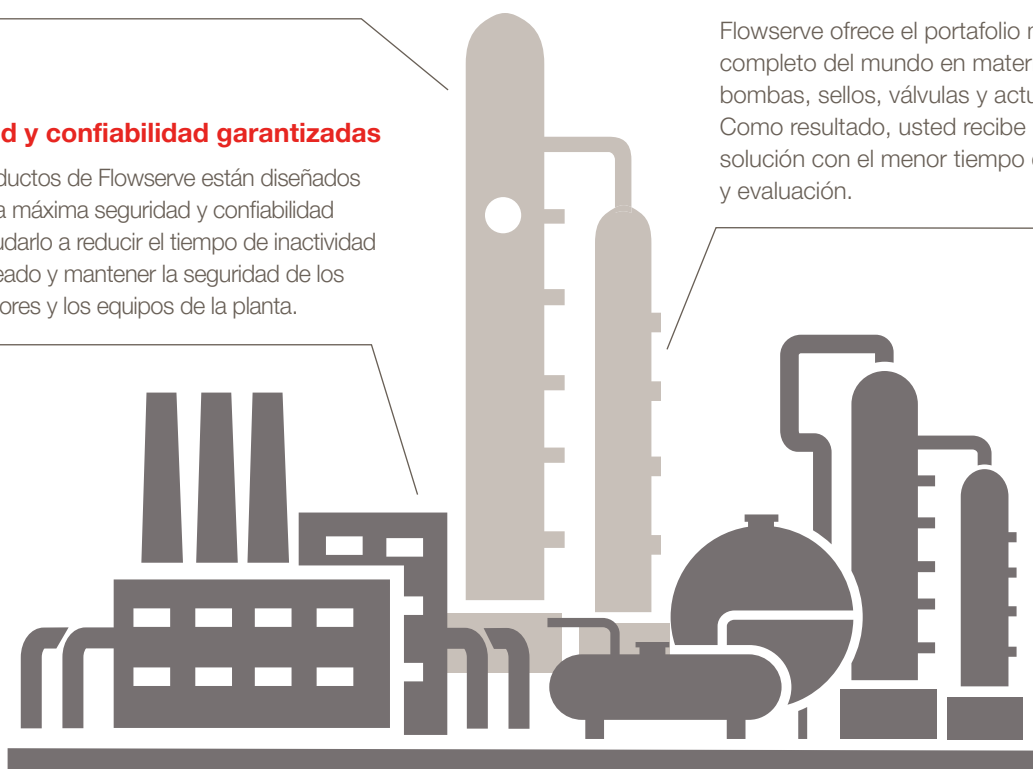 d y confiabilidad garantizadas
ductos de Flowserve están diseñados
a máxima seguridad y confiabilidad
udarlo a reducir el tiempo de inactividad
eado y mantener la seguridad de los
ores y los equipos de la planta.
Flowserve ofrece el portafolio
completo del mundo en mater
bombas, sellos, válvulas y actu
Como resultado, usted recibe
solución con el menor tiempo
y evaluación.